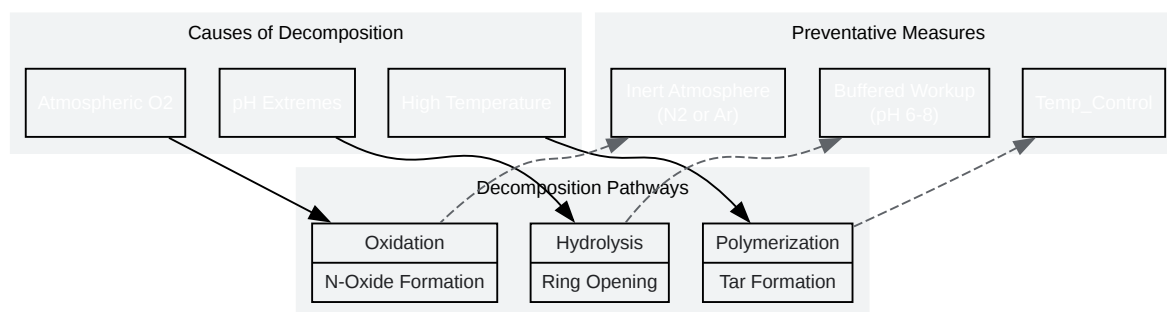 Causes of Decomposition
Preventative Measures
Atmospheric O2
pH Extremes
High Temperature
Inert Atmosphere
(N2 or Ar)
Buffered Workup
(pH 6-8)
Temp_Control
Decomposition Pathways
Oxidation
N-Oxide Formation
Hydrolysis
Ring Opening
Polymerization
Tar Formation